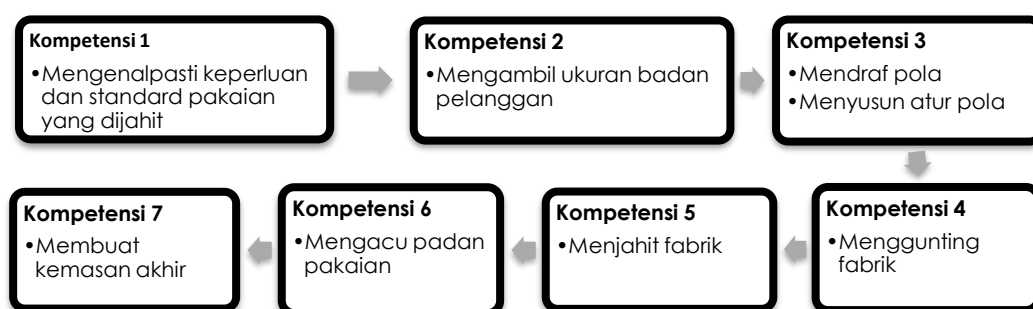 Kompetensi 1
•Mengenalpasti keperluan
dan standard pakaian
yang dijahit
Kompetensi 2
•Mengambil ukuran badan
pelanggan
Kompetensi 3
•Mendraf pola
•Menyusun atur pola
Kompetensi 4
•Menggunting
fabrik
Kompetensi 5
•Menjahit fabrik
Kompetensi 6
•Mengacu padan
pakaian
Kompetensi 7
•Membuat
kemasan akhir